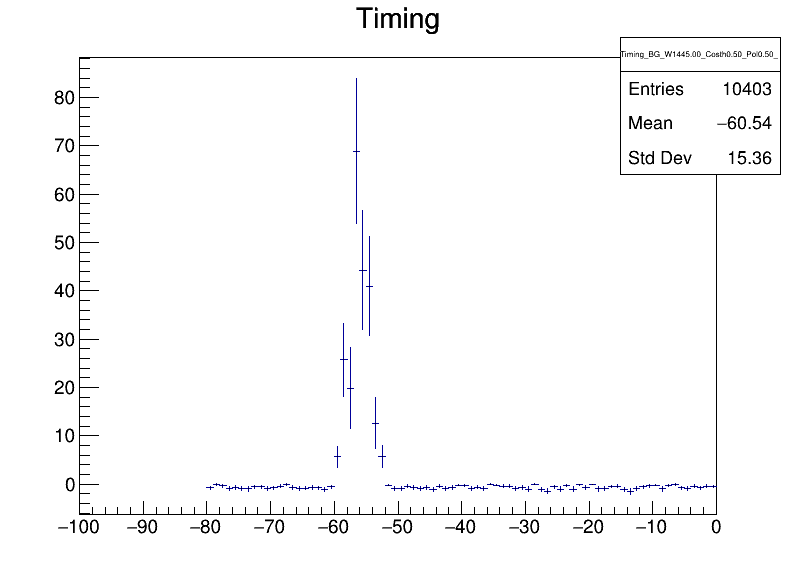 Timing
Timing_BG_W1445.00_Costh0.50_Pol0.50_
Entries 10403
Mean −60.54
Std Dev 15.36
80
70
60
50
40
30
20
10
0
−100 −90 −80 −70 −60 −50 −40 −30 −20 −10 0